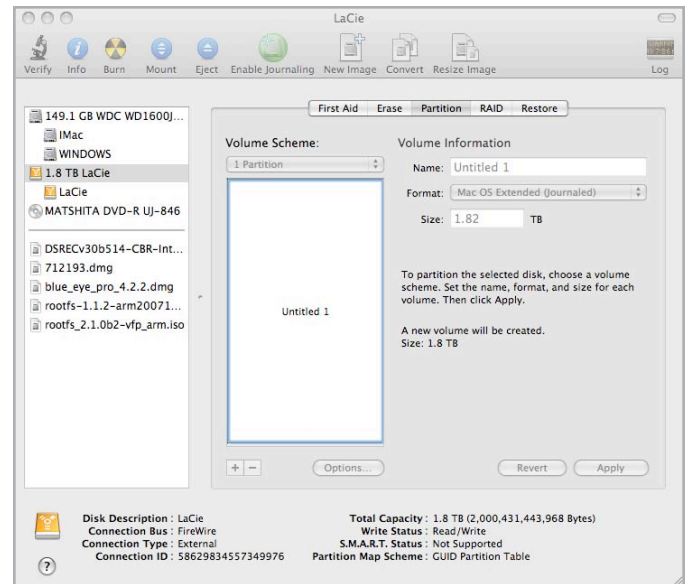 LaCie
Verify Info Burn Mount Eject Enable Journaling New Image Convert Resize Image Log
149.1 GB WDC WD1600J...
IMac
WINDOWS
1.8 TB LaCie
LaCie
MATSHITA DVD-R UJ-846
DSRECv30b514-CBR-Int...
712193.dmg
blue_eye_pro_4.2.2.dmg
rootfs-1.1.2-arm20071...
rootfs_2.1.0b2-vfp_arm.iso
First Aid Erase Partition RAID Restore
Volume Scheme:
1 Partition
Untitled 1
+ -
Options...
Volume Information
Name: Untitled 1
Format: Mac OS Extended (Journaled)
Size: 1.82 TB
To partition the selected disk, choose a volume
scheme. Set the name, format, and size for each
volume. Then click Apply.
A new volume will be created.
Size: 1.8 TB
Revert Apply
Disk Description : LaCie
Connection Bus : FireWire
Connection Type : External
Connection ID : 58629834557349976
Total Capacity : 1.8 TB (2,000,431,443,968 Bytes)
Write Status : Read/Write
S.M.A.R.T. Status : Not Supported
Partition Map Scheme : GUID Partition Table
?